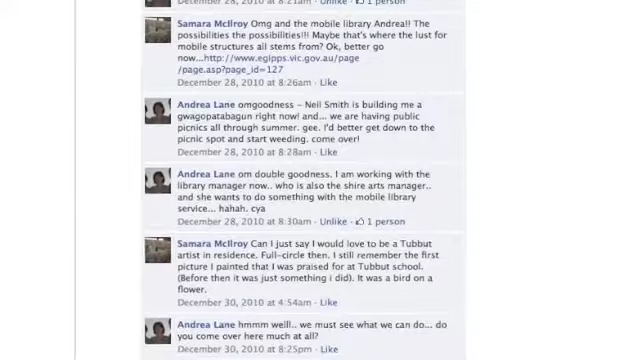 December 28, 2010 at 8:21am · Unlike · 1 person
Samara McIlroy Omg and the mobile library Andrea!! The
possibilities the possibilities!!! Maybe that's where the lust for
mobile structures all stems from? Ok, better go
now...http://www.egipps.vic.gov.au/
page.asp?page_id=127
December 28, 2010 at 8:26am · Like
Andrea Lane omgoodness - Neil Smith is building me a
gwagopatabagun right now! and... we are having public
picnics all through summer. gee. I'd better get down to the
picnic spot and start weeding. come over!
December 28, 2010 at 8:28am · Like
Andrea Lane om double goodness. I am working with the
library manager now.. who is also the shire arts manager..
and she wants to do something with the mobile library
service... hahah. cya
December 28, 2010 at 8:30am · Unlike · 1 person
Samara McIlroy Can I just say I would love to be a Tubbut
artist in residence. Full-circle then. I still remember the first
picture I painted that I was praised for at Tubbut school.
(Before then it was just something i did). It was a bird on a
flower.
December 30, 2010 at 4:54am · Like
Andrea Lane hmmm weill.. we must see what we can do... do
you come over here much at all?
December 30, 2010 at 8:25pm · Like